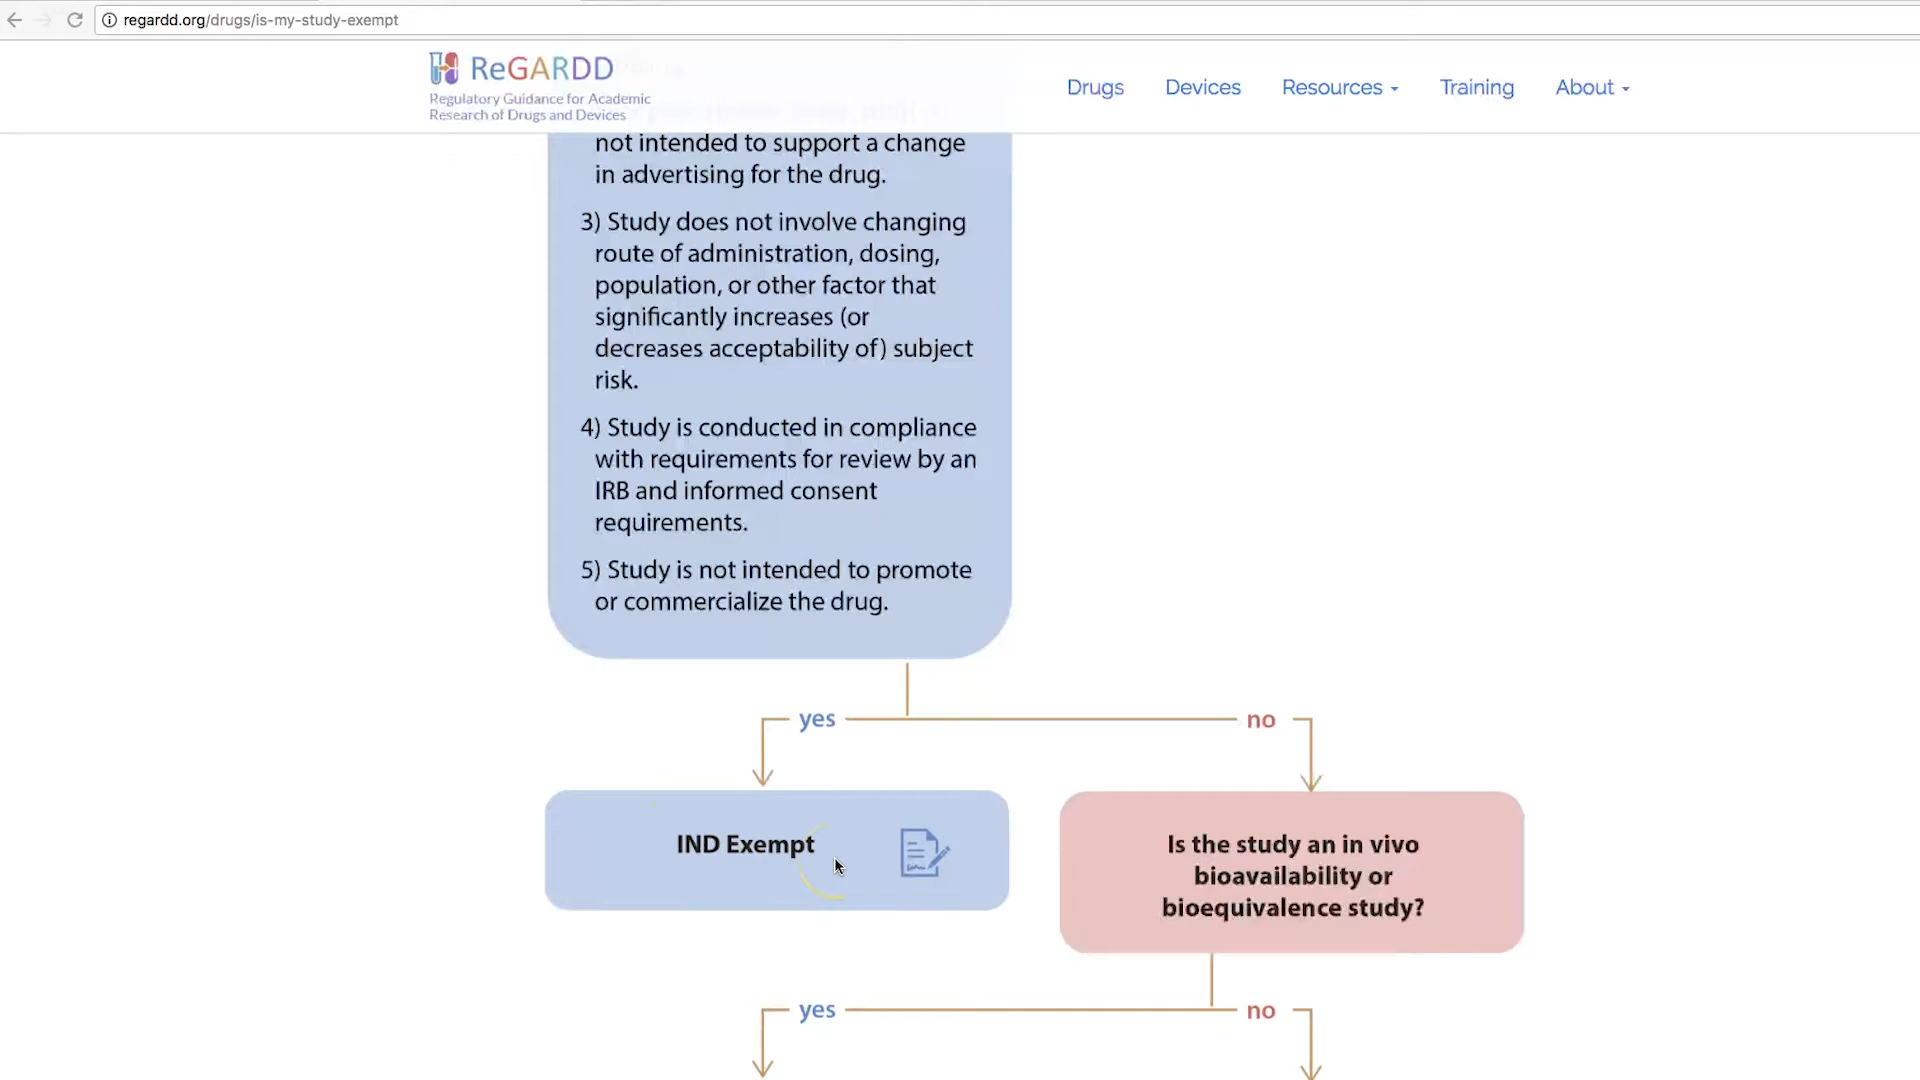 regardd.org/drugs/is-my-study-exempt
ReGARDD
Regulatory Guidance for Academic
Research of Drugs and Devices
Drugs
Devices
Resources
Training
About
not intended to support a change
in advertising for the drug.
3) Study does not involve changing
route of administration, dosing,
population, or other factor that
significantly increases (or
decreases acceptability of) subject
risk.
4) Study is conducted in compliance
with requirements for review by an
IRB and informed consent
requirements.
5) Study is not intended to promote
or commercialize the drug.
yes
no
IND Exempt
Is the study an in vivo
bioavailability or
bioequivalence study?
yes
no